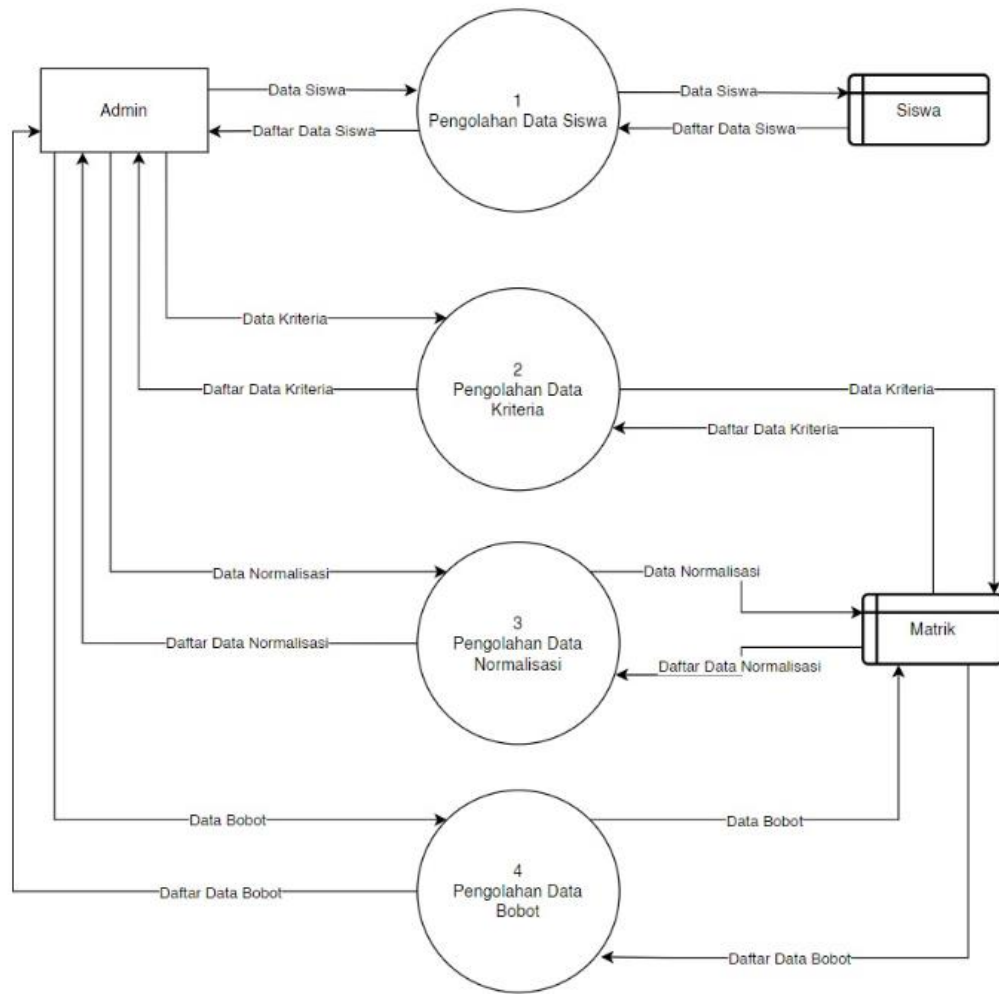 Admin
Data Siswa
Daftar Data Siswa
1
Pengolahan Data Siswa
Data Siswa
Daftar Data Siswa
Siswa
Data Kriteria
Daftar Data Kriteria
2
Pengolahan Data
Kriteria
Data Kriteria
Daftar Data Kriteria
Data Normalisasi
Daftar Data Normalisasi
3
Pengolahan Data
Normalisasi
Data Normalisasi
Daftar Data Normalisasi
Matrik
Data Bobot
Daftar Data Bobot
4
Pengolahan Data
Bobot
Data Bobot
Daftar Data Bobot